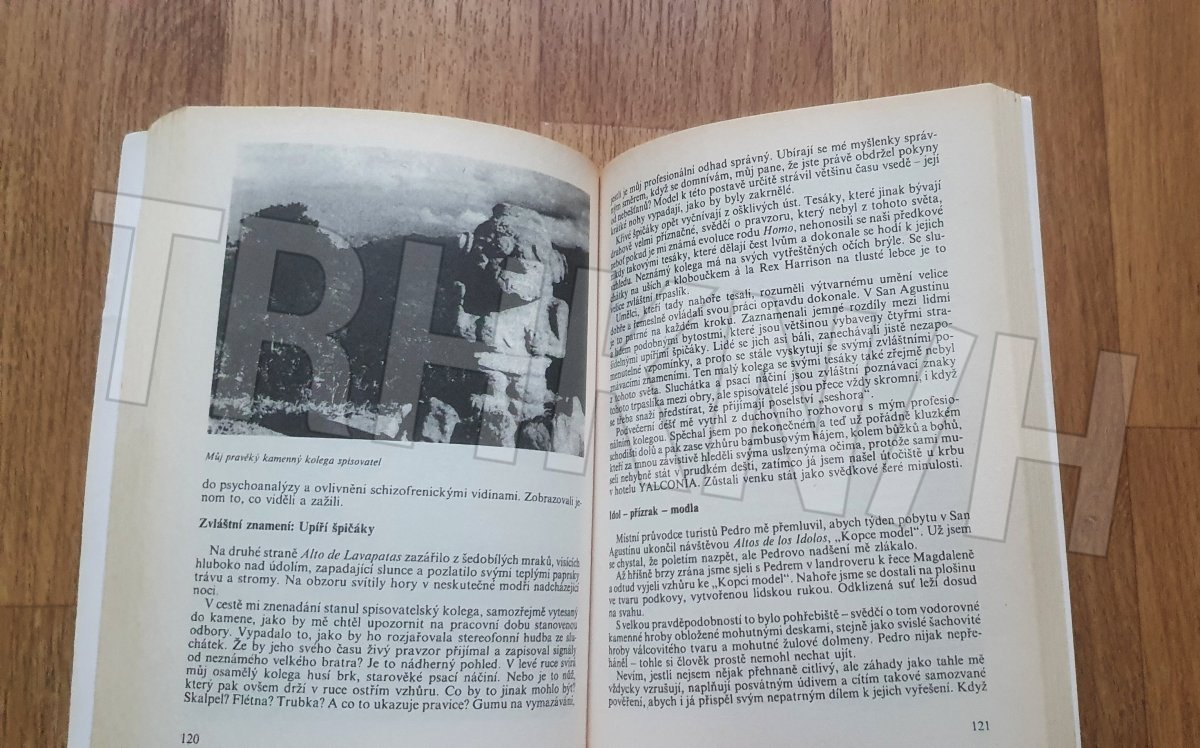 Můj pravěký kamenný kolega spisovatel
do psychoanalýzy a ovlivněni schizofrenickými vidinami. Zobrazovali je-
nom to, co viděli a zažili.
Zvláštní znamení: Upíří špičáky
Na druhé straně Alto de Lavapatas zazářilo z šedobílých mraků, visících
hluboko nad údolím, zapadající slunce a pozlatilo svými teplými paprsky
trávu a stromy. Na obzoru svítily hory v neskutečné modři nadcházející
noci.
V cestě mi znenadání stanul spisovatelský kolega, samozřejmě vytesaný
do kamene, jako by mě chtěl upozornit na pracovní dobu stanovenou
odbory. Vypadalo to, jako by ho rozjařovala stereofonní hudba ze slu-
chátek. Že by jeho svého času živý pravzor přijímal a zapisoval signály
od neznámého velkého bratra? Je to nádherný pohled. V levé ruce svírá
můj osamělý kolega husí brk, starověké psací náčiní. Nebo je to nůž,
který pak ovšem drží v ruce ostřím vzhůru. Co by to jinak mohlo být?
Skalpel? Flétna? Trubka? A co to ukazuje pravice? Gumu na vymazávání,
120
je můj profesionální odhad správný. Ubírají se mé myšlenky správ-
ným směrem, když se domnívám, můj pane, že jste právě obdržel pokyny
od nebešťanů? Model k této postavě určitě strávil většinu času vsedě – její
krátké nohy vypadají, jako by byly zakrnělé.
Křivé špičáky opět vyčnívají z ošklivých úst. Tesáky, které jinak bývají
druhově velmi příznačné, svědčí o pravzoru, který nebyl z tohoto světa,
neboť pokud je mi známá evoluce rodu Homo, nehonosili se naši předkové
nikdy takovými tesáky, které dělají čest lvům a dokonale se hodí k jejich
vzhledu. Neznámý kolega má na svých vytřeštěných očích brýle. Se slu-
chátky na uších a kloboučkem à la Rex Harrison na tlusté lebce je to
velice zvláštní trpaslík.
Umělci, kteří tady nahoře tesali, rozuměli výtvarnému umění velice
dobře a řemeslně ovládali svou práci opravdu dokonale. V San Agustínu
je to patrné na každém kroku. Zaznamenali jemné rozdíly mezi lidmi
a lidem podobnými bytostmi, které jsou většinou vybaveny čtyřmi stra-
šidelnými upířími špičáky. Lidé se jich asi báli, zanechávali jistě nezapo-
menutelné vzpomínky, a proto se stále vyskytují se svými zvláštními po-
znávacími znameními. Ten malý kolega se svými tesáky také zřejmě nebyl
z tohoto světa. Sluchátka a psací náčiní jsou zvláštní poznávací znaky
tohoto trpaslíka mezi obry, ale spisovatelé jsou přece vždy skromní, i když
se třeba snaží předstírat, že přijímají poselství „seshora“.
Podvečerní déšť mě vytrhl z duchovního rozhovoru s mým profesio-
nálním kolegou. Spěchal jsem po nekonečném a teď už pořádně kluzkém
schodišti dolů a pak zase vzhůru bambusovým hájem, kolem bůžků a bohů,
kteří za mnou závistivě hleděli svýma uslzenýma očima, protože sami mu-
seli nehybně stát v prudkém dešti, zatímco já jsem našel útočiště u krbu
v hotelu YALCONIA. Zůstali venku stát jako svědkové šeré minulosti.
Idol – přízrak – modla
Místní průvodce turistů Pedro mě přemluvil, abych týden pobytu v San
Agustínu ukončil návštěvou Altos de los Idolos, „Kopce model“. Už jsem
se chystal, že poletím nazpět, ale Pedrovo nadšení mě zlákalo.
Až hříšně brzy zrána jsme sjeli s Pedrem v landroveru k řece Magdaleně
a odtud vyjeli vzhůru ke „Kopci model“. Nahoře jsme se dostali na plošinu
ve tvaru podkovy, vytvořenou lidskou rukou. Odklizená suť leží dosud
na svahu.
S velkou pravděpodobností to bylo pohřebiště – svědčí o tom vodorovné
kamenné hroby obložené mohutnými deskami, stejně jako svislé šachovité
hroby válcovitého tvaru a mohutné žulové dolmeny. Pedro nijak nepře-
háněl – tohle si člověk prostě nemohl nechat ujít.
Nevím, jestli nejsem nějak přehnaně citlivý, ale záhady jako tahle mě
vždycky vzrušují, naplňují posvátným údivem a cítím takové samozvané
pověření, abych i já přispěl svým nepatrným dílem k jejich vyřešení. Když
121